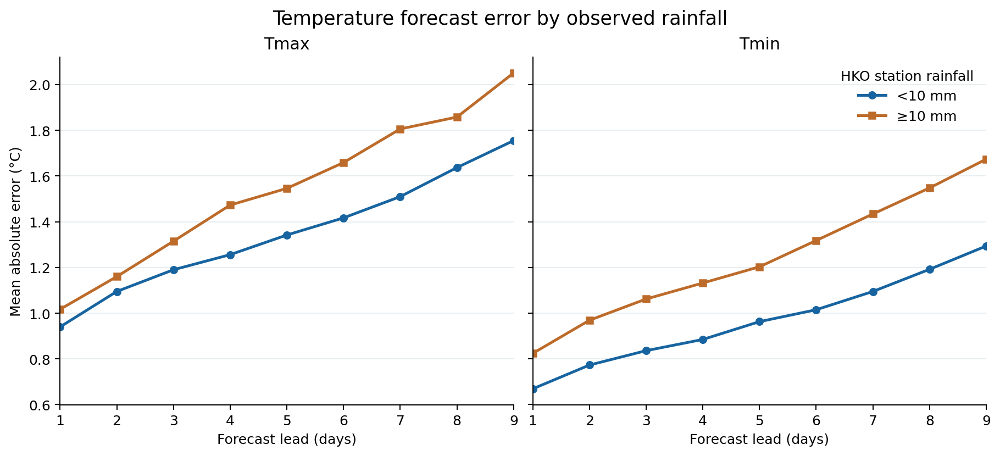 Temperature forecast error by observed rainfall
Tmax
Tmin
Mean absolute error (°C)
2.0
1.8
1.6
1.4
1.2
1.0
0.8
0.6
HKO station rainfall
<10 mm
≥10 mm
1 2 3 4 5 6 7 8 9
1 2 3 4 5 6 7 8 9
Forecast lead (days)
Forecast lead (days)